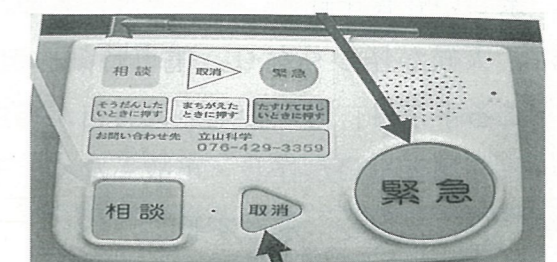 相談 取消 緊急
そうだんした まちがえた たすけてほし
いときに押す ときに押す いときに押す
お問い合わせ先 立山科学
076-429-3359
相談 取消 緊急